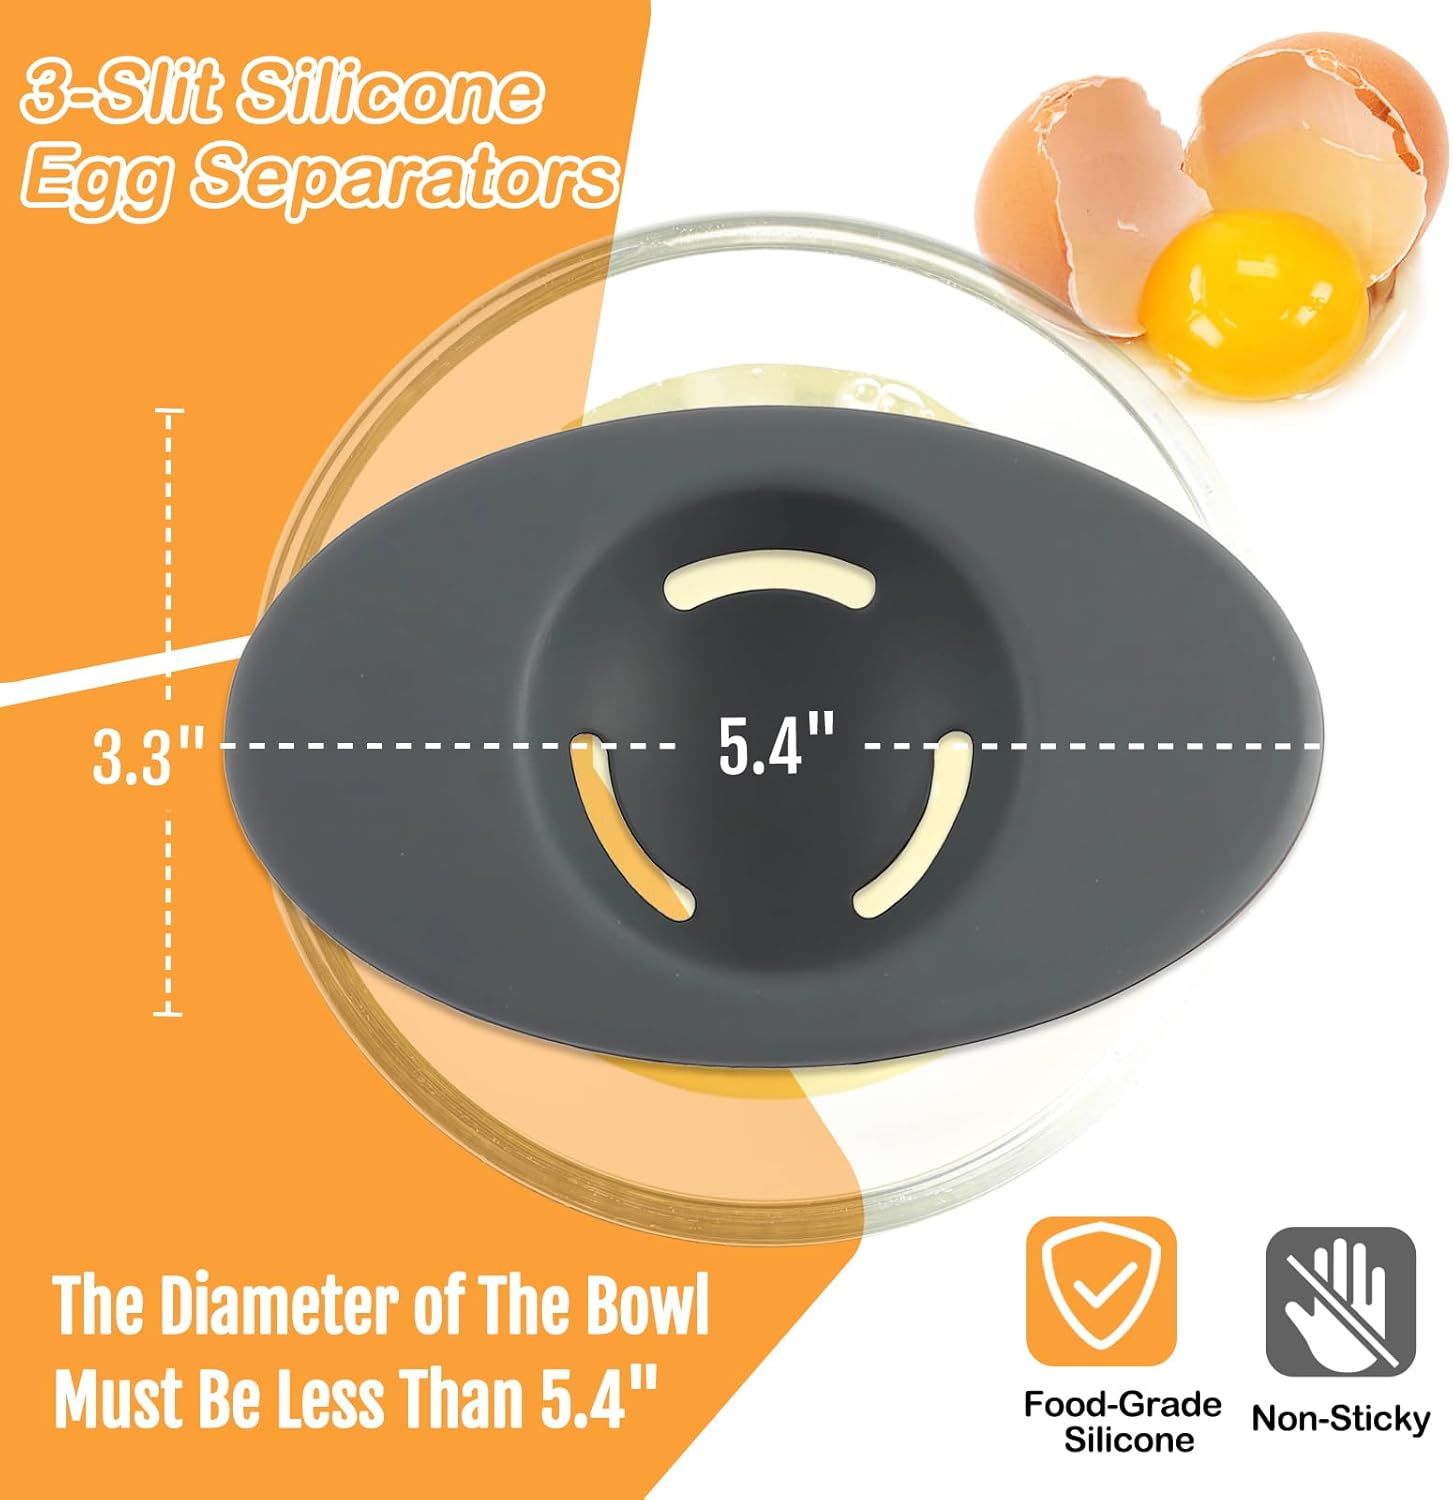 3-Slit Silicone
Egg Separators
3.3"
5.4"
The Diameter of The Bowl
Must Be Less Than 5.4"
Food-Grade
Silicone
Non-Sticky